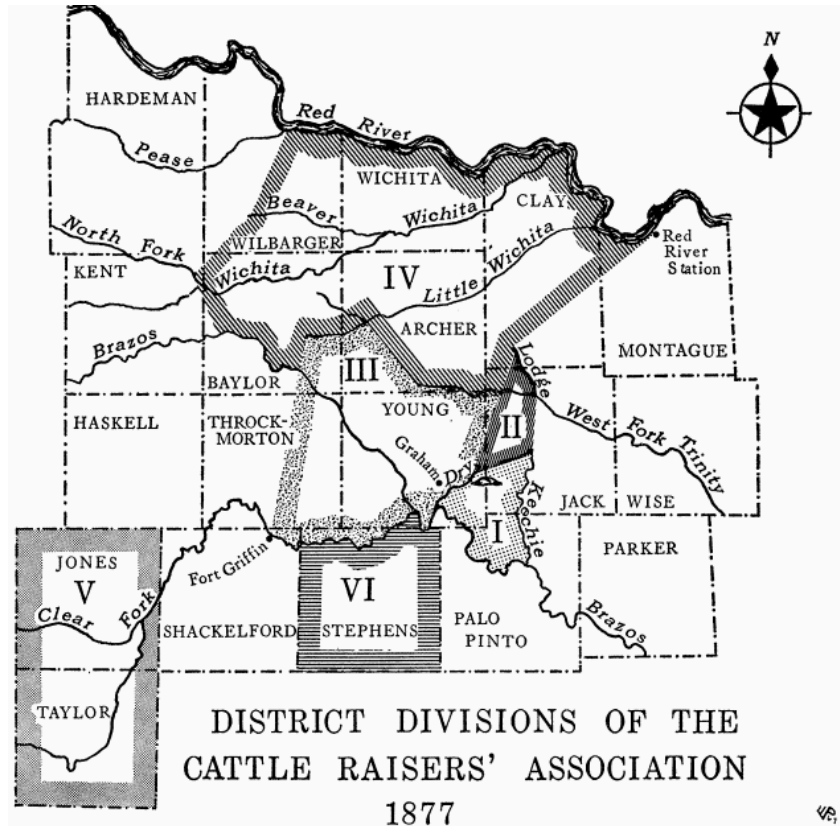 N
HARDEMAN
Red River
Pease
WICHITA
Beaver
Wichita
CLAY
North Fork
WILBARGER
Red
River
Station
KENT
Wichita
IV
Little Wichita
Brazos
ARCHER
MONTAGUE
Lodge
III
BAYLOR
YOUNG
HASKELL
THROCK-
MORTON
II
West Fork Trinity
Graham
Dry
Keechie
JACK
WISE
I
JONES
V
Fort Griffin
PARKER
VI
Clear Fork
SHACKELFORD
STEPHENS
PALO
PINTO
Brazos
TAYLOR
DISTRICT DIVISIONS OF THE
CATTLE RAISERS' ASSOCIATION
1877